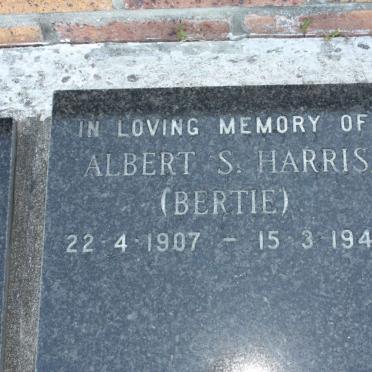 IN LOVING MEMORY OF
ALBERT S. HARRIS
(BERTIE)
22-4-1907 - 15-3-194